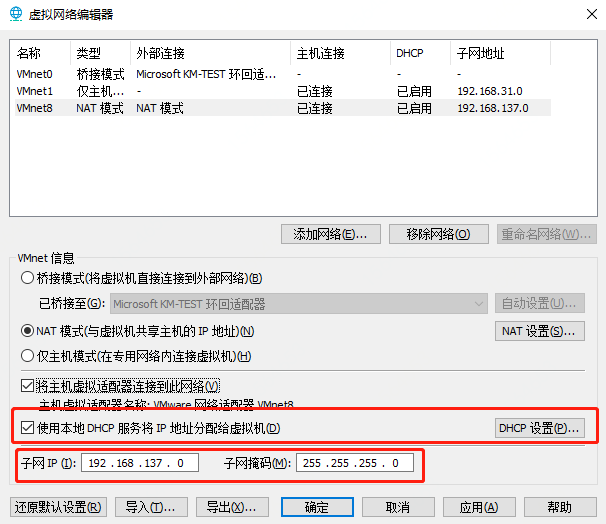 虚拟网络编辑器
名称 类型 外部连接 主机连接 DHCP 子网地址
VMnet0 桥接模式 Microsoft KM-TEST 环回适... - - -
VMnet1 仅主机... - 已连接 已启用 192.168.31.0
VMnet8 NAT 模式 NAT 模式 已连接 已启用 192.168.137.0
添加网络(E)... 移除网络(O) 重命名网络(W)...
VMnet 信息
桥接模式(将虚拟机直接连接到外部网络)(B)
已桥接至(G): Microsoft KM-TEST 环回适配器 自动设置(U)...
NAT 模式(与虚拟机共享主机的 IP 地址)(N) NAT 设置(S)...
仅主机模式(在专用网络内连接虚拟机)(H)
将主机虚拟适配器连接到此网络(V)
主机虚拟适配器名称: VMware 网络适配器 VMnet8
使用本地 DHCP 服务将 IP 地址分配给虚拟机(D) DHCP 设置(P)...
子网 IP (I): 192 .168 .137 . 0 子网掩码(M): 255 .255 .255 . 0
还原默认设置(R) 导入(T)... 导出(X)... 确定 取消 应用(A) 帮助